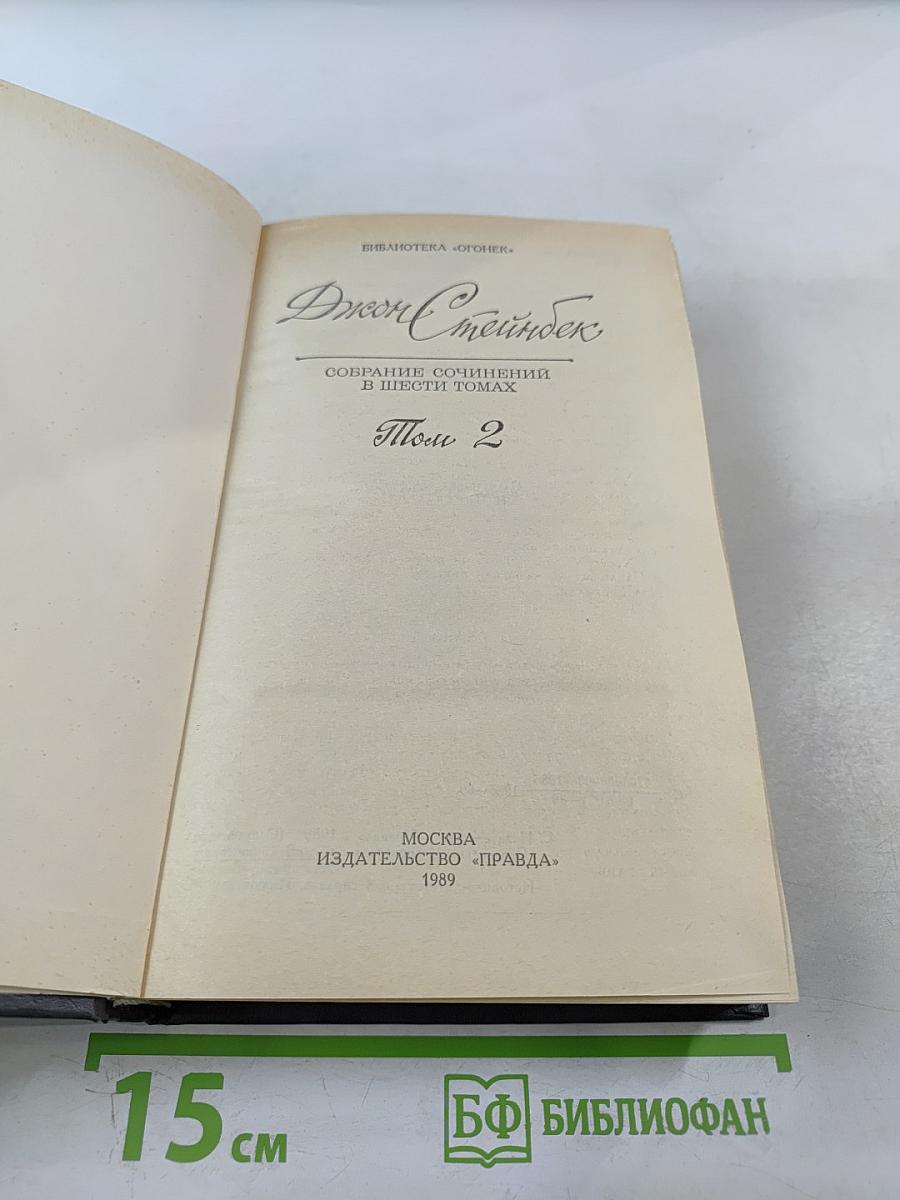 БИБЛИОТЕКА «ОГОНЕК»
Джон Стейнбек
СОБРАНИЕ СОЧИНЕНИЙ
В ШЕСТИ ТОМАХ
Том 2
МОСКВА
ИЗДАТЕЛЬСТВО «ПРАВДА»
1989
15 см
БФ БИБЛИОФАН